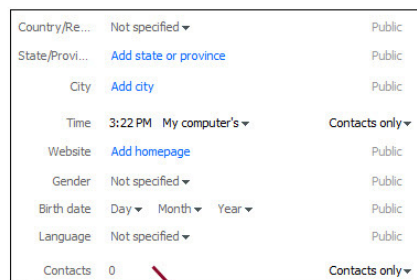 Country/Re... Not specified Public
State/Provi... Add state or province Public
City Add city Public
Time 3:22 PM My computer's Contacts only
Website Add homepage Public
Gender Not specified Public
Birth date Day Month Year Public
Language Not specified Public
Contacts 0 Contacts only